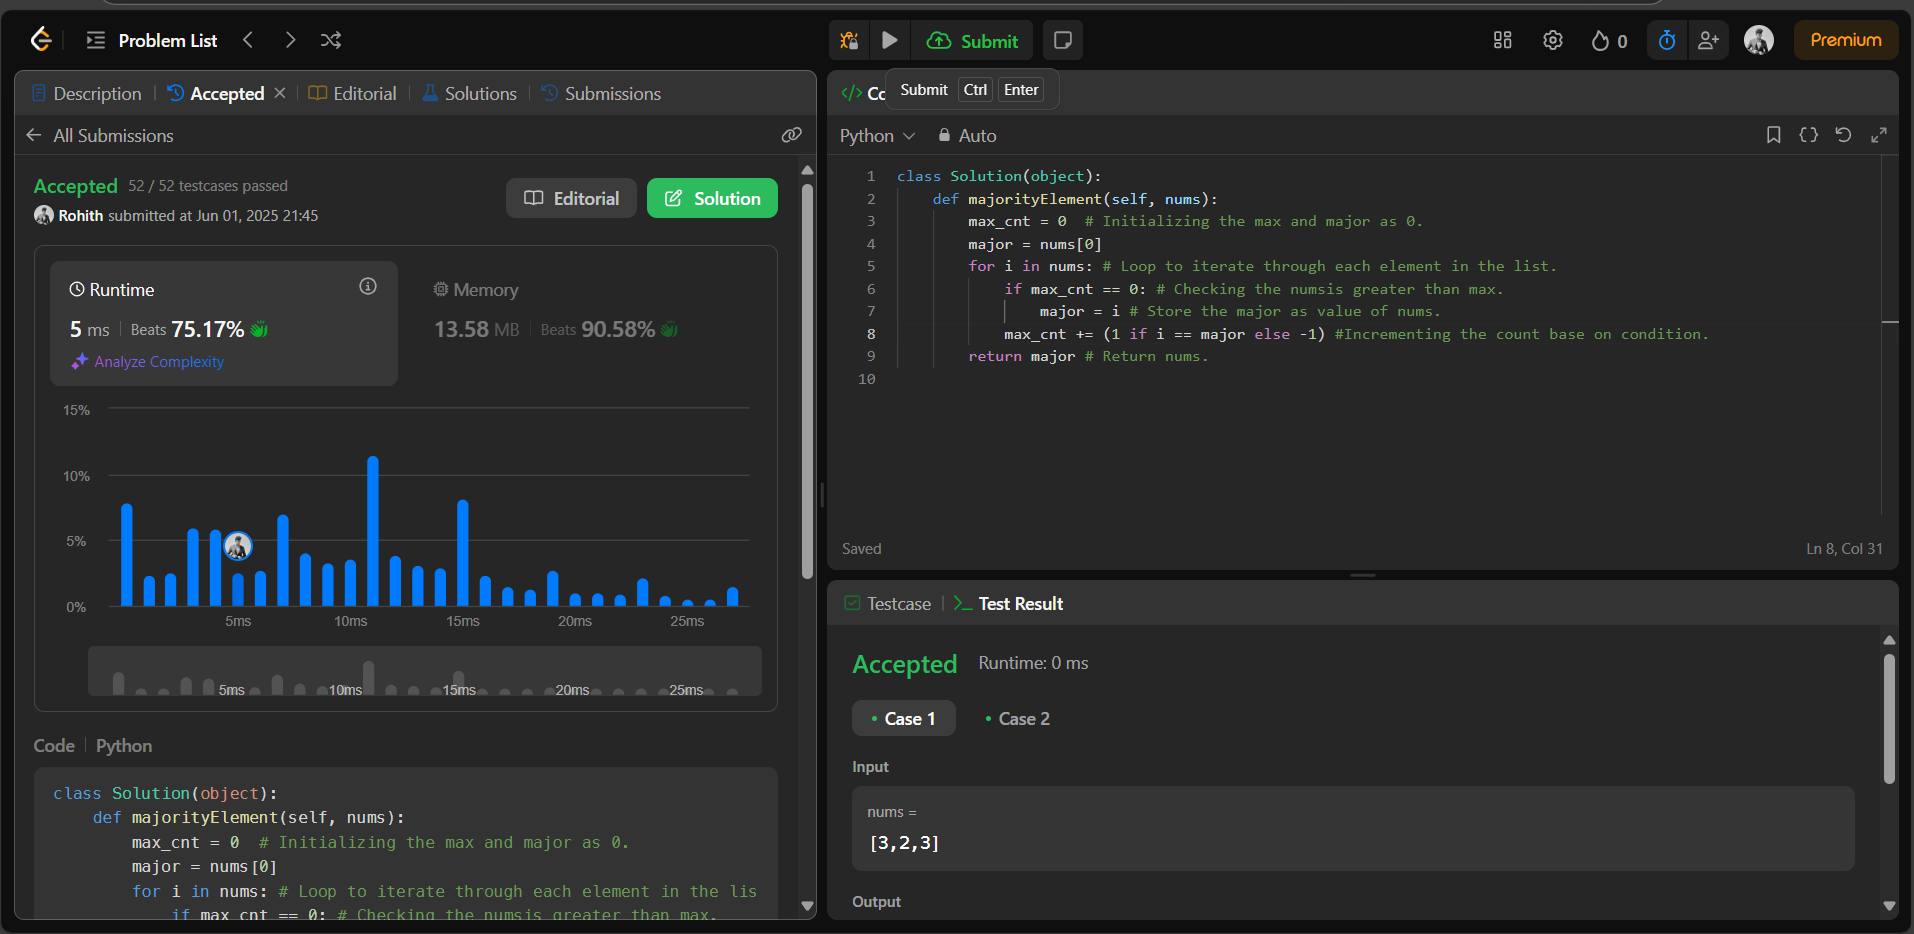 Problem List
Submit
0
Premium
Description
Accepted
Editorial
Solutions
Submissions
All Submissions
Accepted 52 / 52 testcases passed
Rohith submitted at Jun 01, 2025 21:45
Editorial
Solution
Runtime
5 ms Beats 75.17%
Analyze Complexity
Memory
13.58 MB Beats 90.58%
15%
10%
5%
0%
5ms 10ms 15ms 20ms 25ms
5ms 10ms 15ms 20ms 25ms
Code Python
class Solution(object):
def majorityElement(self, nums):
max_cnt = 0 # Initializing the max and major as 0.
major = nums[0]
for i in nums: # Loop to iterate through each element in the lis
if max_cnt == 0: # Checking the numsis greater than max.
</> Co
Submit Ctrl Enter
Python Auto
1 class Solution(object):
2 def majorityElement(self, nums):
3 max_cnt = 0 # Initializing the max and major as 0.
4 major = nums[0]
5 for i in nums: # Loop to iterate through each element in the list.
6 if max_cnt == 0: # Checking the numsis greater than max.
7 major = i # Store the major as value of nums.
8 max_cnt += (1 if i == major else -1) #Incrementing the count base on condition.
9 return major # Return nums.
10
Saved
Ln 8, Col 31
Testcase
Test Result
Accepted Runtime: 0 ms
• Case 1 • Case 2
Input
nums =
[3,2,3]
Output